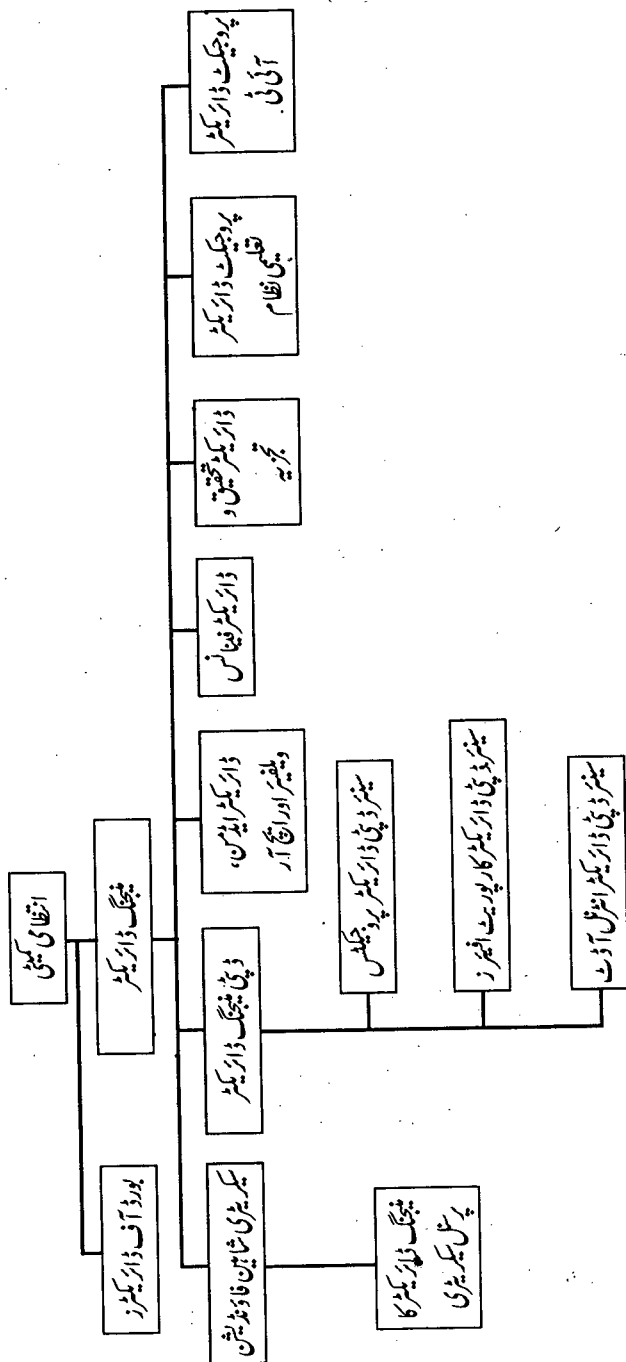 انتظامی کمیٹی
بورڈ آف ڈائریکٹرز
منیجنگ ڈائریکٹر
سیکریٹری شاہین فاؤنڈیشن
ڈپٹی منیجنگ ڈائریکٹر
ڈائریکٹر ایڈمن،
ویلفیئر اور ایچ آر
ڈائریکٹر فینانس
ڈائریکٹر تحقیق و
تجزیہ
پروجیکٹ ڈائریکٹر
تعلیمی نظام
پروجیکٹ ڈائریکٹر
آئی ٹی.
منیجنگ ڈائریکٹر کا
پرسنل سیکریٹری
سینئر ڈپٹی ڈائریکٹر پروجیکٹس
سینئر ڈپٹی ڈائریکٹر کارپوریٹ افیئرز
سینئر ڈپٹی ڈائریکٹر انٹرنل آڈٹ